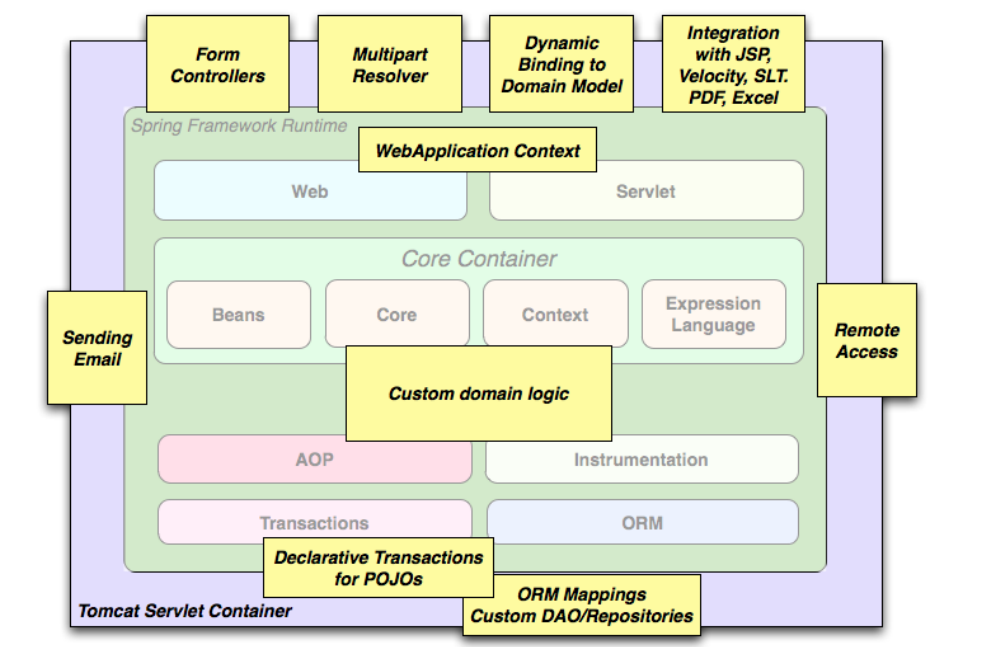 Form
Controllers
Multipart
Resolver
Dynamic
Binding to
Domain Model
Integration
with JSP,
Velocity, SLT.
PDF, Excel
Spring Framework Runtime
WebApplication Context
Web
Servlet
Core Container
Beans
Core
Context
Expression
Language
Sending
Email
Remote
Access
Custom domain logic
AOP
Instrumentation
Transactions
ORM
Declarative Transactions
for POJOs
ORM Mappings
Custom DAO/Repositories
Tomcat Servlet Container